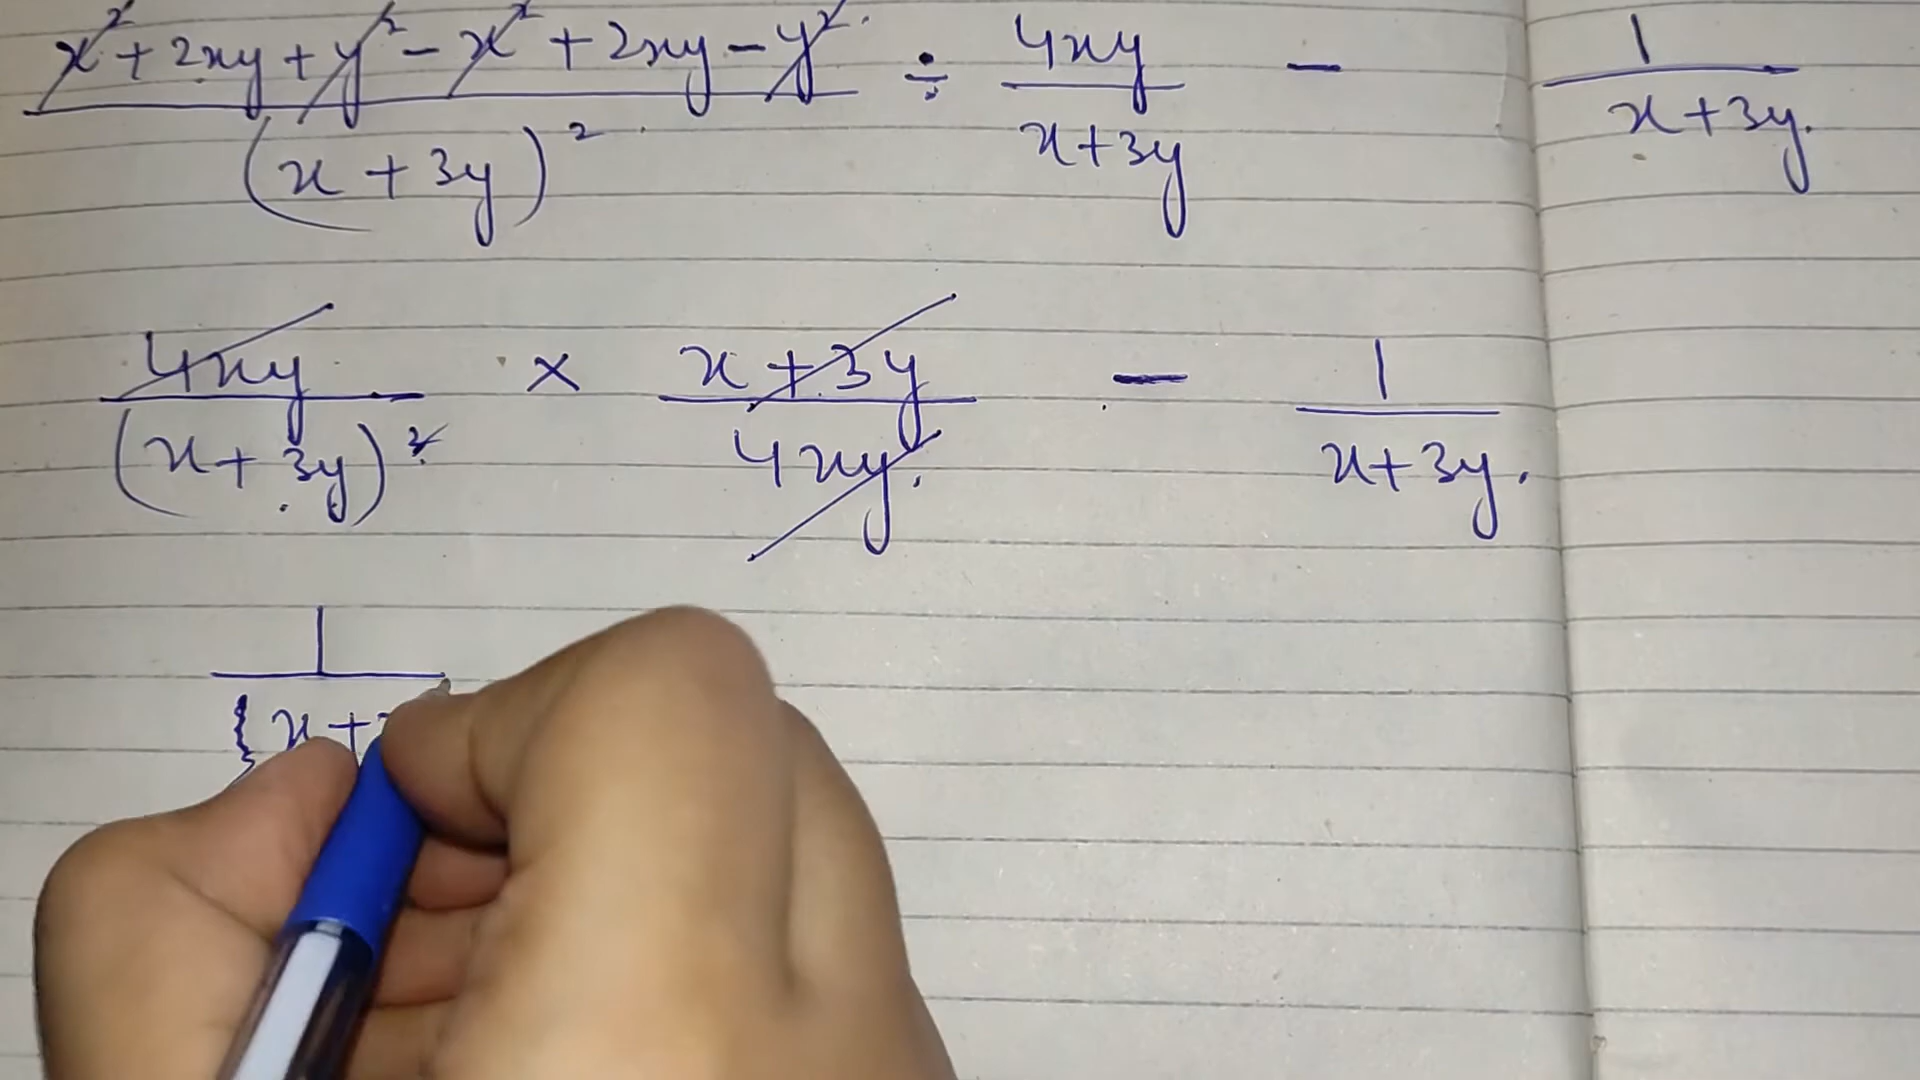 x² + 2xy + y² - x² + 2xy - y² ÷ 4xy - 1
(x + 3y)² x+3y x+3y.
4xy × x+3y - 1
(x+3y)² 4xy. x+3y.
1
{x+